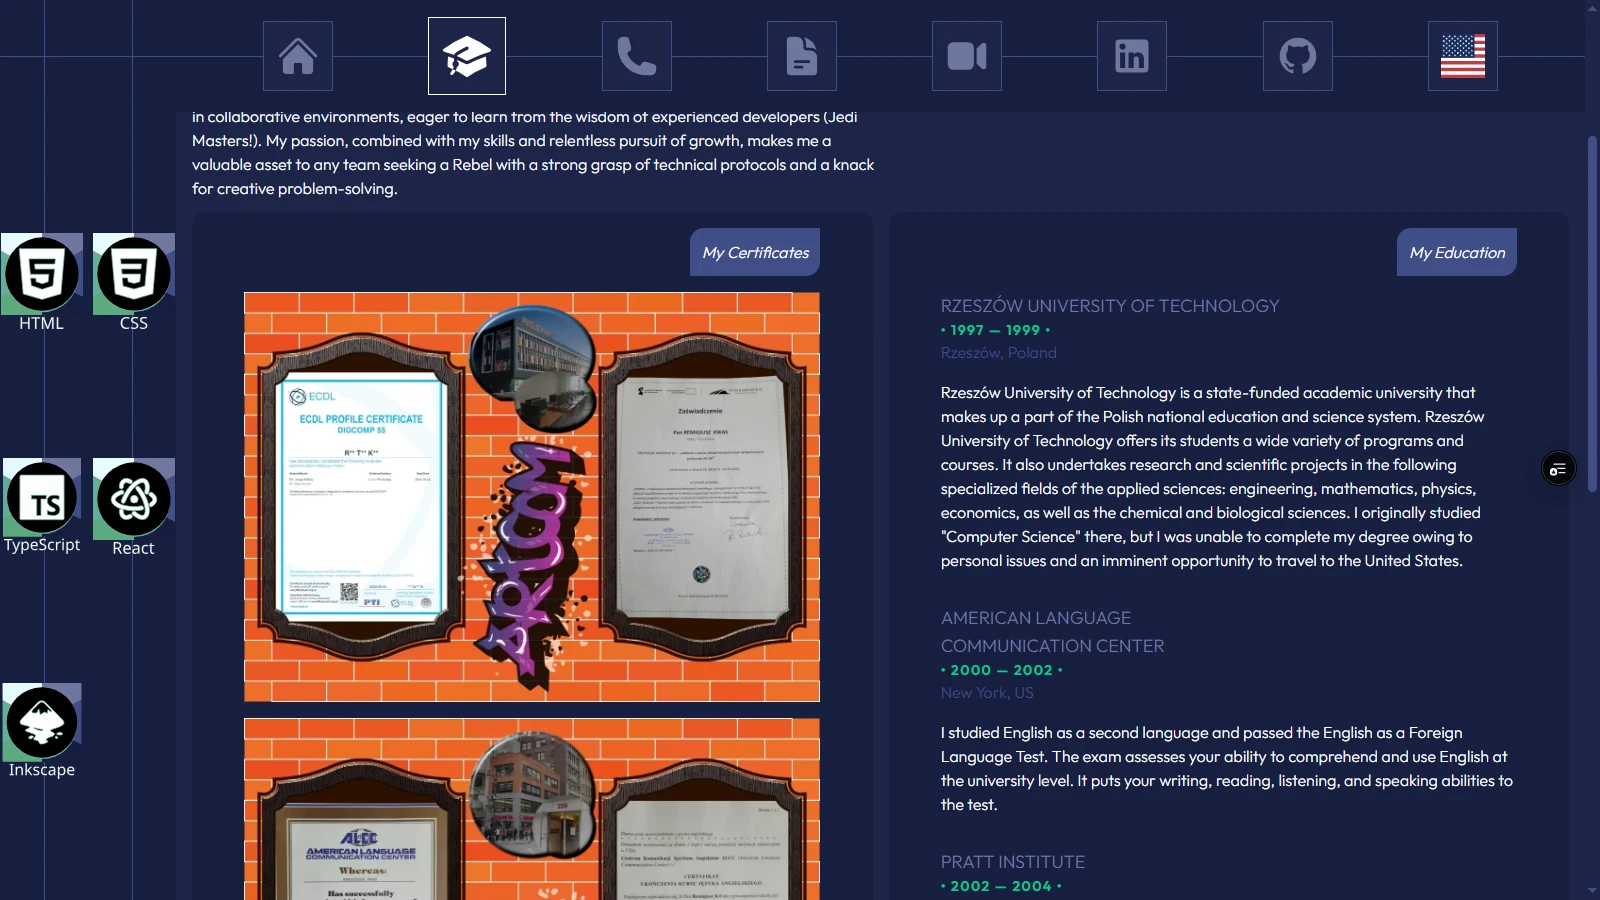 in collaborative environments, eager to learn from the wisdom of experienced developers (Jedi
Masters!). My passion, combined with my skills and relentless pursuit of growth, makes me a
valuable asset to any team seeking a Rebel with a strong grasp of technical protocols and a knack
for creative problem-solving.
HTML
CSS
TS
TypeScript
React
Inkscape
My Certificates
ECDL
ECDL PROFILE CERTIFICATE
DIGCOMP 55
R** T** K**
PTI
Zaświadczenie
Pan REMIGIUSZ KWAS
ARKOM
ALCC
AMERICAN LANGUAGE
COMMUNICATION CENTER
Whereas:
Has successfully
CERTYFIKAT
UKOŃCZENIA KURSU JĘZYKA ANGIELSKIEGO
My Education
RZESZÓW UNIVERSITY OF TECHNOLOGY
• 1997 — 1999 •
Rzeszów, Poland
Rzeszów University of Technology is a state-funded academic university that
makes up a part of the Polish national education and science system. Rzeszów
University of Technology offers its students a wide variety of programs and
courses. It also undertakes research and scientific projects in the following
specialized fields of the applied sciences: engineering, mathematics, physics,
economics, as well as the chemical and biological sciences. I originally studied
"Computer Science" there, but I was unable to complete my degree owing to
personal issues and an imminent opportunity to travel to the United States.
AMERICAN LANGUAGE
COMMUNICATION CENTER
• 2000 — 2002 •
New York, US
I studied English as a second language and passed the English as a Foreign
Language Test. The exam assesses your ability to comprehend and use English at
the university level. It puts your writing, reading, listening, and speaking abilities to
the test.
PRATT INSTITUTE
• 2002 — 2004 •